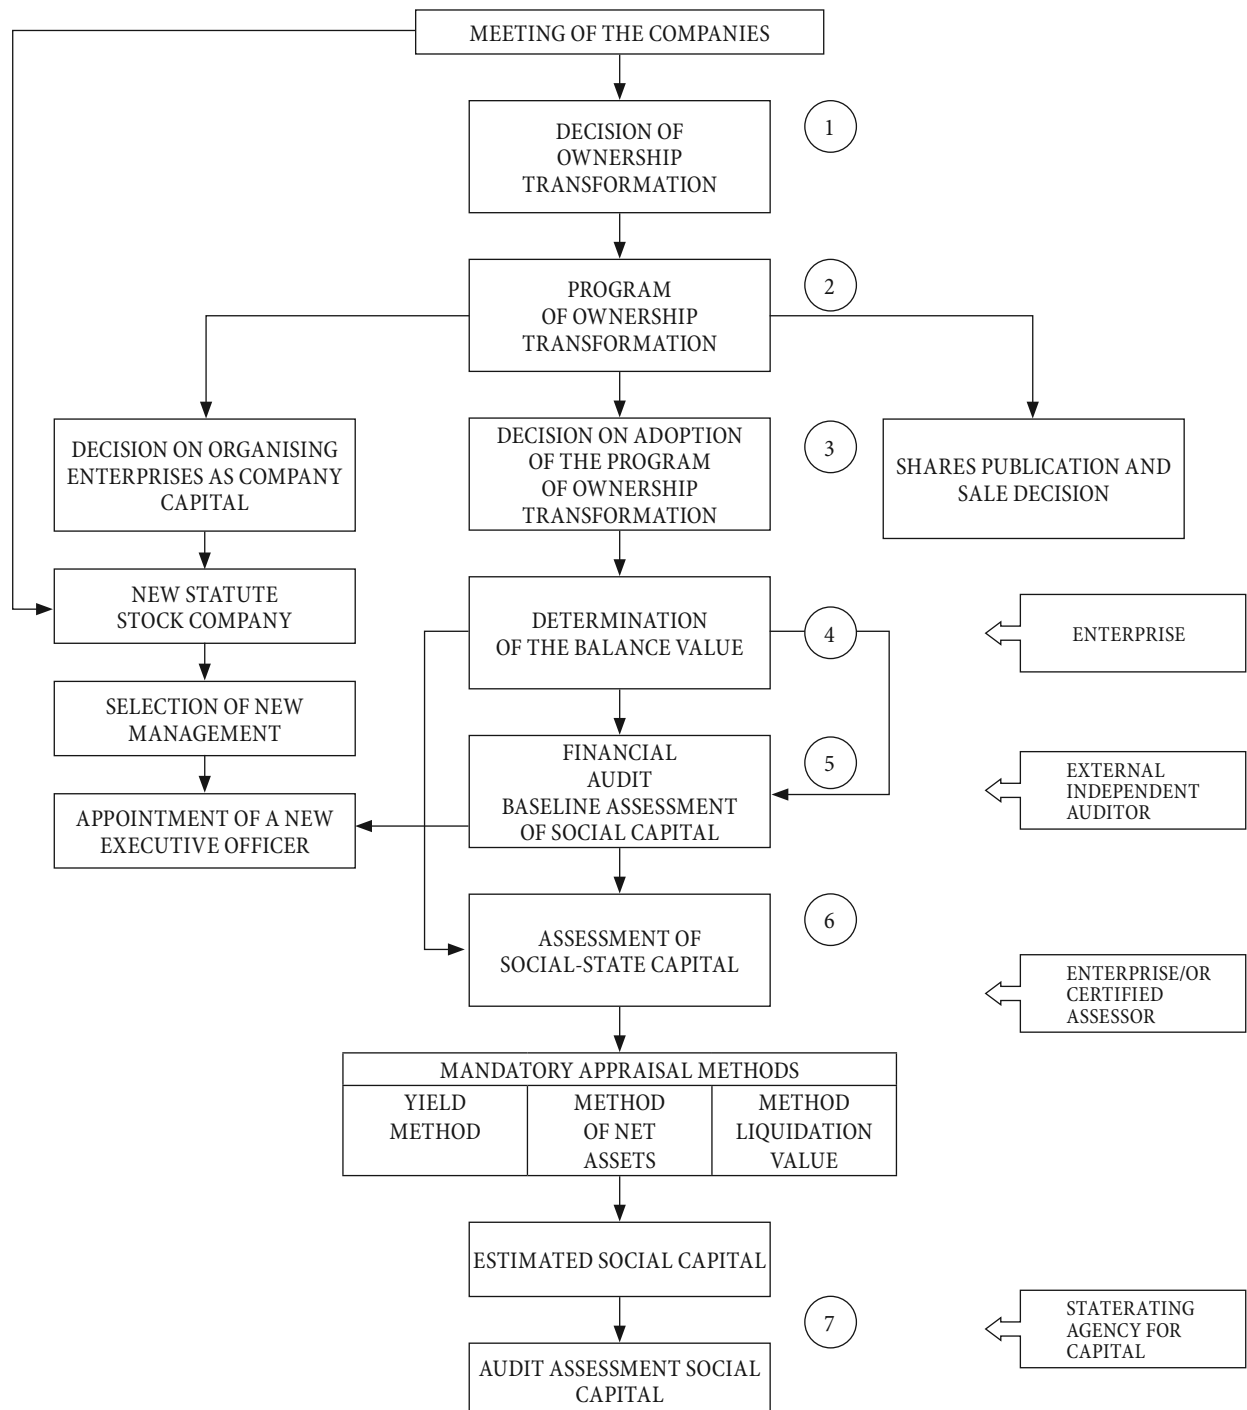 MEETING OF THE COMPANIES
1
DECISION OF
OWNERSHIP
TRANSFORMATION
2
PROGRAM
OF OWNERSHIP
TRANSFORMATION
DECISION ON ORGANISING
ENTERPRISES AS COMPANY
CAPITAL
DECISION ON ADOPTION
OF THE PROGRAM
OF OWNERSHIP
TRANSFORMATION
3
SHARES PUBLICATION AND
SALE DECISION
NEW STATUTE
STOCK COMPANY
DETERMINATION
OF THE BALANCE VALUE
4
ENTERPRISE
SELECTION OF NEW
MANAGEMENT
FINANCIAL
AUDIT
BASELINE ASSESSMENT
OF SOCIAL CAPITAL
5
EXTERNAL
INDEPENDENT
AUDITOR
APPOINTMENT OF A NEW
EXECUTIVE OFFICER
6
ASSESSMENT OF
SOCIAL-STATE CAPITAL
ENTERPRISE/OR
CERTIFIED
ASSESSOR
MANDATORY APPRAISAL METHODS
YIELD
METHOD
METHOD
OF NET
ASSETS
METHOD
LIQUIDATION
VALUE
ESTIMATED SOCIAL CAPITAL
7
STATERATING
AGENCY FOR
CAPITAL
AUDIT ASSESSMENT SOCIAL
CAPITAL